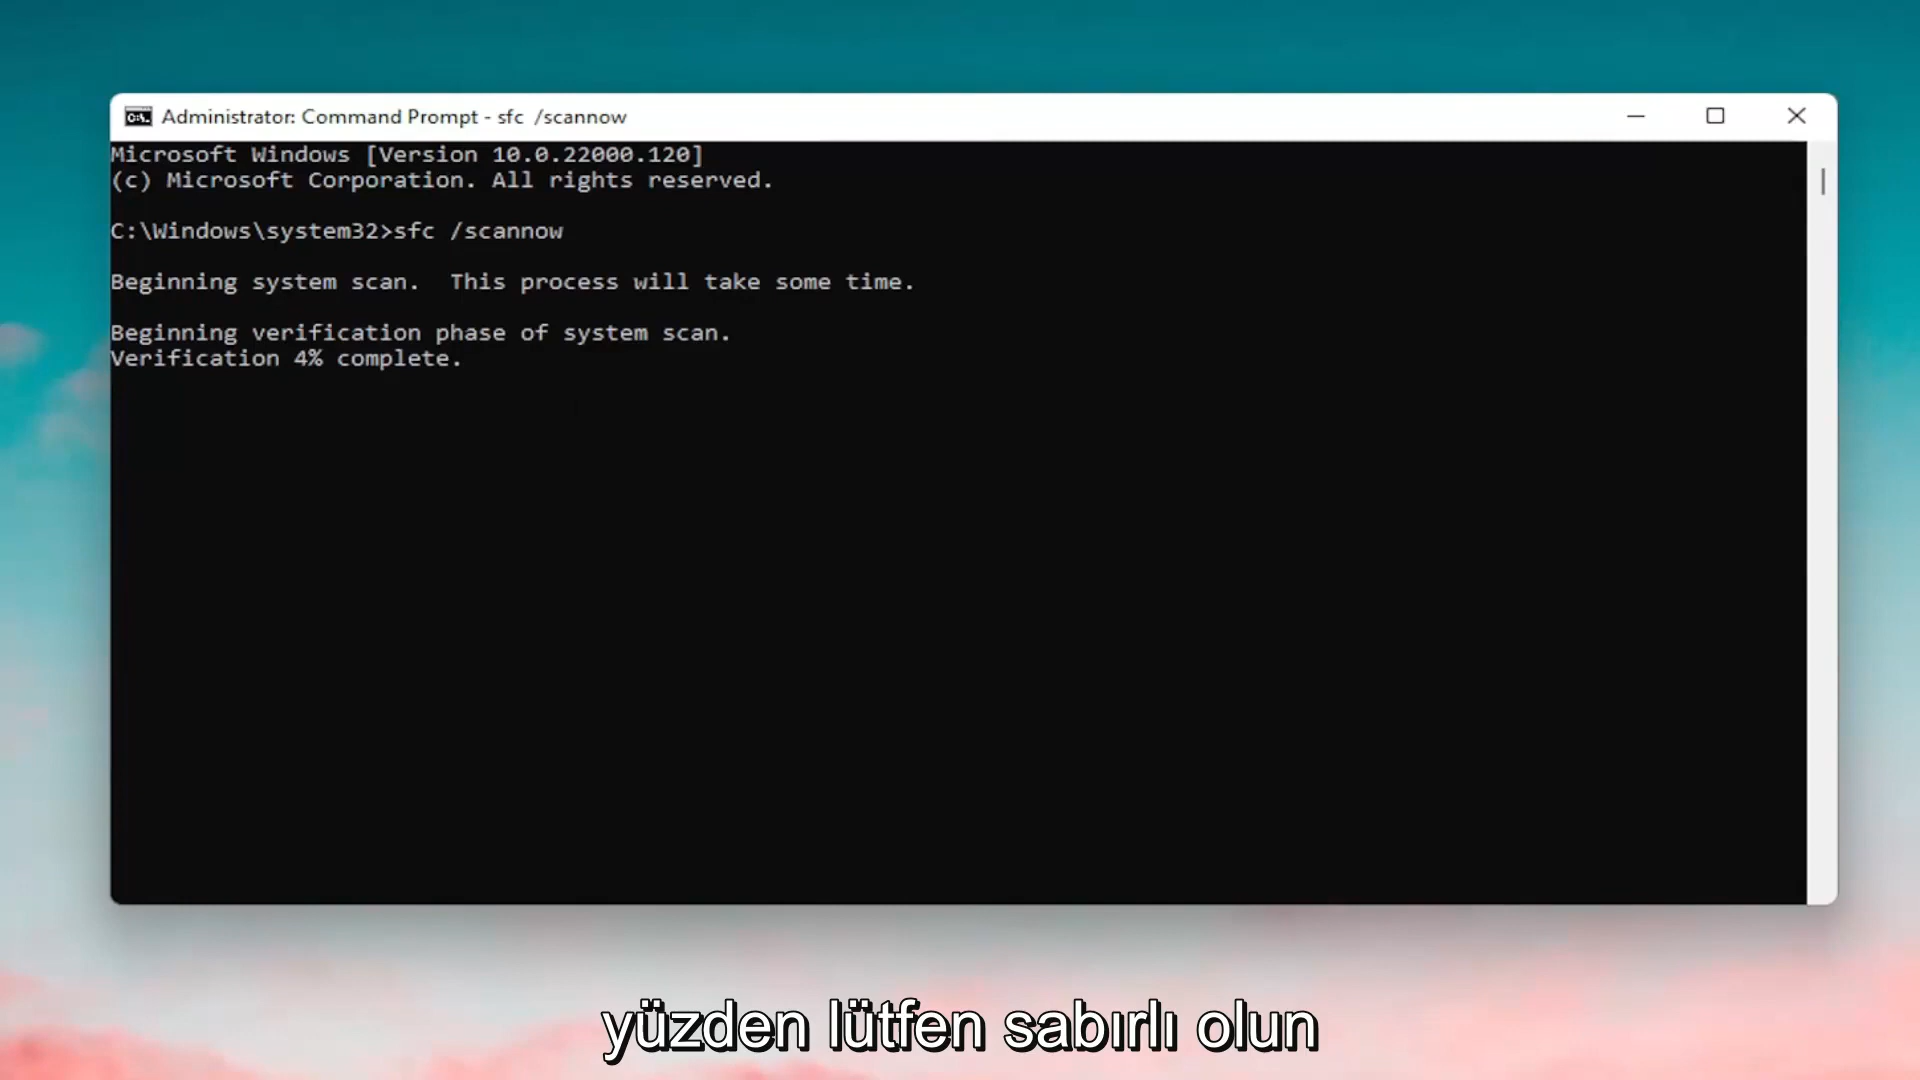 Administrator: Command Prompt - sfc /scannow
Microsoft Windows [Version 10.0.22000.120]
(c) Microsoft Corporation. All rights reserved.
C:\Windows\system32>sfc /scannow
Beginning system scan.  This process will take some time.
Beginning verification phase of system scan.
Verification 4% complete.
yüzden lütfen sabırlı olun